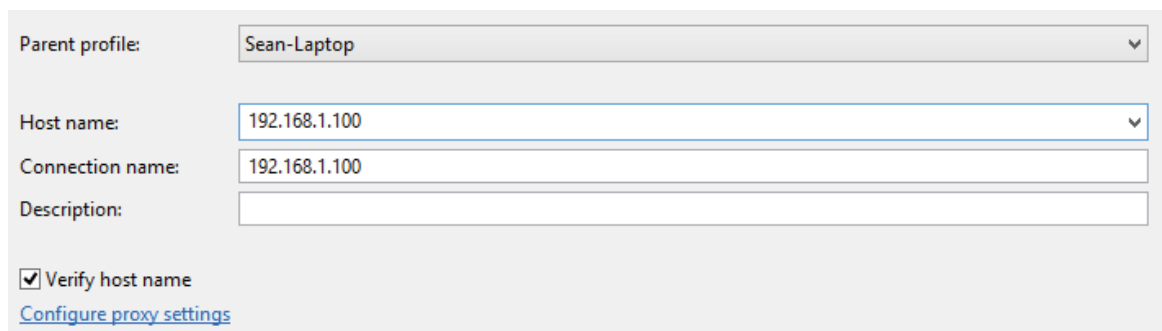 Parent profile: Sean-Laptop
Host name: 192.168.1.100
Connection name: 192.168.1.100
Description:
Verify host name
Configure proxy settings